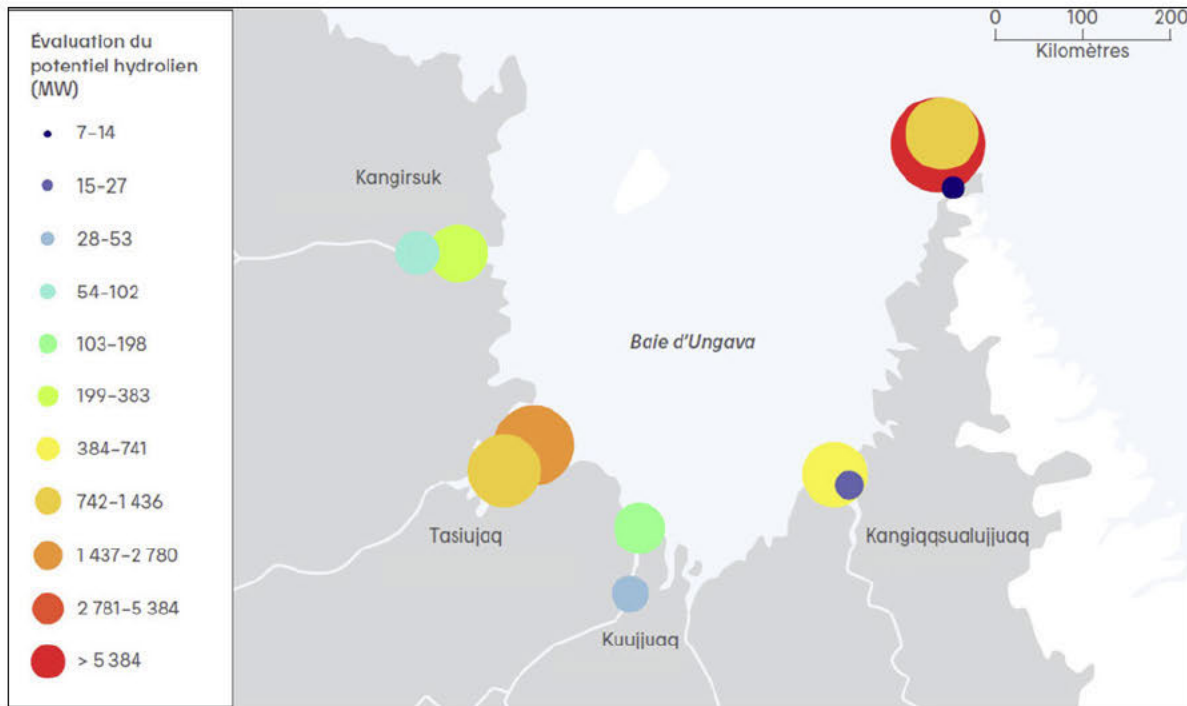 Évaluation du
potentiel hydrolien
(MW)
7–14
15–27
28–53
54–102
103–198
199–383
384–741
742–1 436
1 437–2 780
2 781–5 384
> 5 384
0 100 200
Kilomètres
Kangirsuk
Baie d'Ungava
Tasiujaq
Kangiqqsualujjuaq
Kuujjuaq